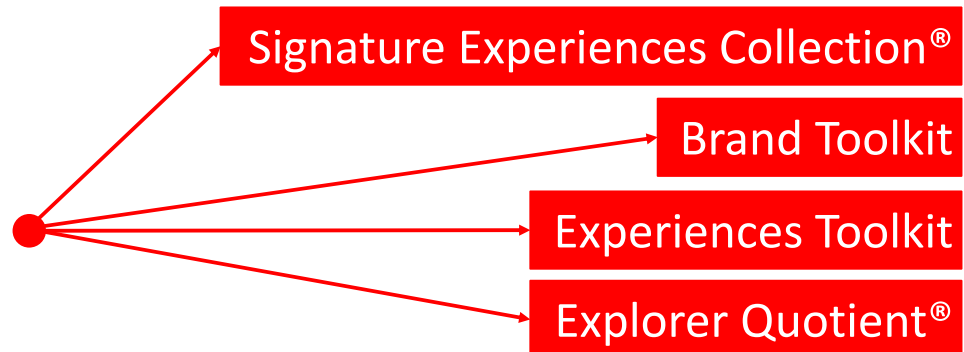 Signature Experiences Collection®
Brand Toolkit
Experiences Toolkit
Explorer Quotient®